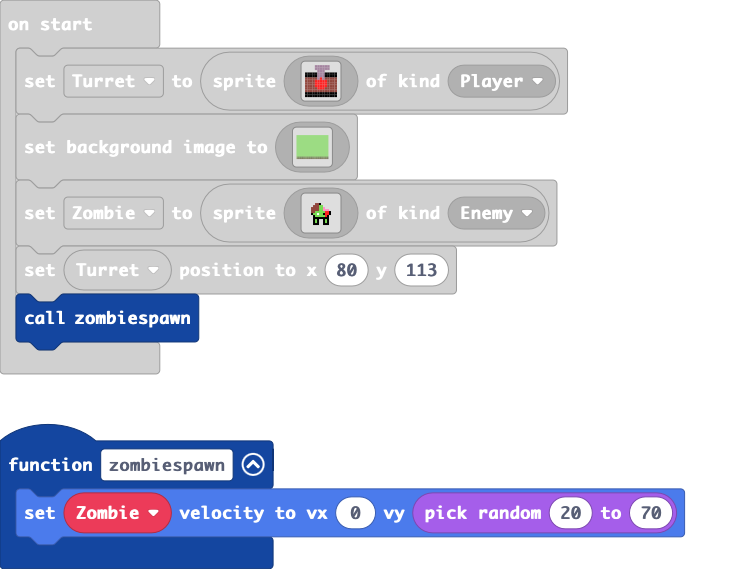 on start
set Turret to sprite of kind Player
set background image to
set Zombie to sprite of kind Enemy
set Turret position to x 80 y 113
call zombiespawn
function zombiespawn
set Zombie velocity to vx 0 vy pick random 20 to 70